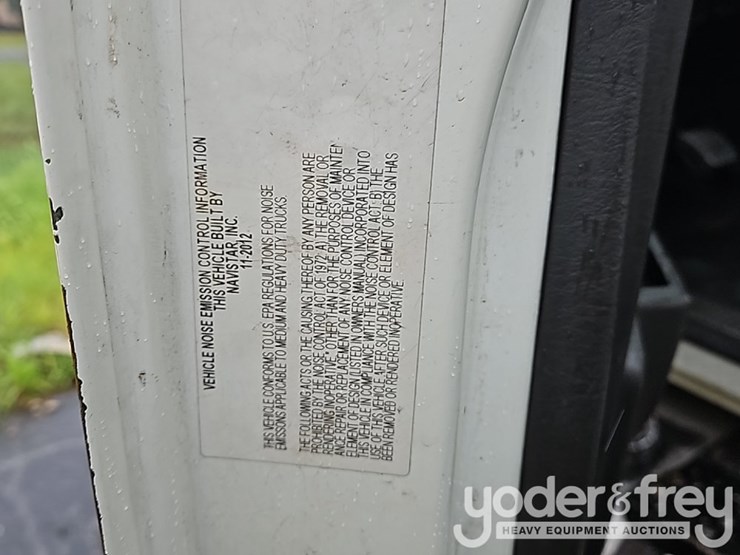 VEHICLE NOISE EMISSION CONTROL INFORMATION
THIS VEHICLE BUILT BY
NAVISTAR, INC.
11-2012
THIS VEHICLE CONFORMS TO U.S. EPA REGULATIONS FOR NOISE
EMISSION APPLICABLE TO MEDIUM AND HEAVY DUTY TRUCKS
THE FOLLOWING ACTS OR THE CAUSING THEREOF BY ANY PERSON ARE
PROHIBITED BY THE NOISE CONTROL ACT OF 1972 A) THE REMOVAL OR
RENDERING INOPERATIVE, OTHER THAN FOR THE PURPOSES OF MAINTEN
ANCE REPAIR OR REPLACEMENT OF ANY NOISE CONTROL DEVICE OR
ELEMENT OF DESIGN (LISTED IN OWNERS MANUAL) INCORPORATED INTO
THIS VEHICLE IN COMPLIANCE WITH THE NOISE CONTROL ACT; B) THE
USE OF THIS VEHICLE AFTER SUCH DEVICE OR ELEMENT OF DESIGN HAS
BEEN REMOVED OR RENDERED INOPERATIVE
yoder & frey
HEAVY EQUIPMENT AUCTIONS